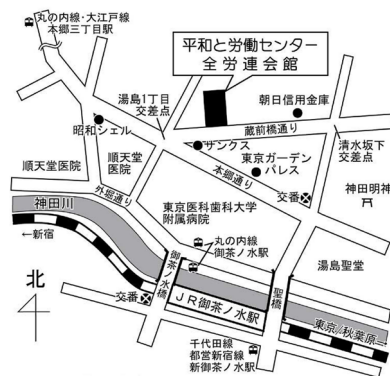 丸の内線・大江戸線
本郷三丁目駅
平和と労働センター
全労連会館
湯島1丁目
交差点
朝日信用金庫
昭和シェル
蔵前橋通り
サンクス
清水坂下
交差点
順天堂医院
順天堂
医院
本郷通り
東京ガーデン
パレス
外堀通り
交番
神田明神
神田川
東京医科歯科大学
附属病院
←新宿
丸の内線
御茶ノ水駅
湯島聖堂
御茶ノ水橋
聖橋
北
交番
JR御茶ノ水駅
東京/秋葉原→
千代田線
都営新宿線
新御茶ノ水駅